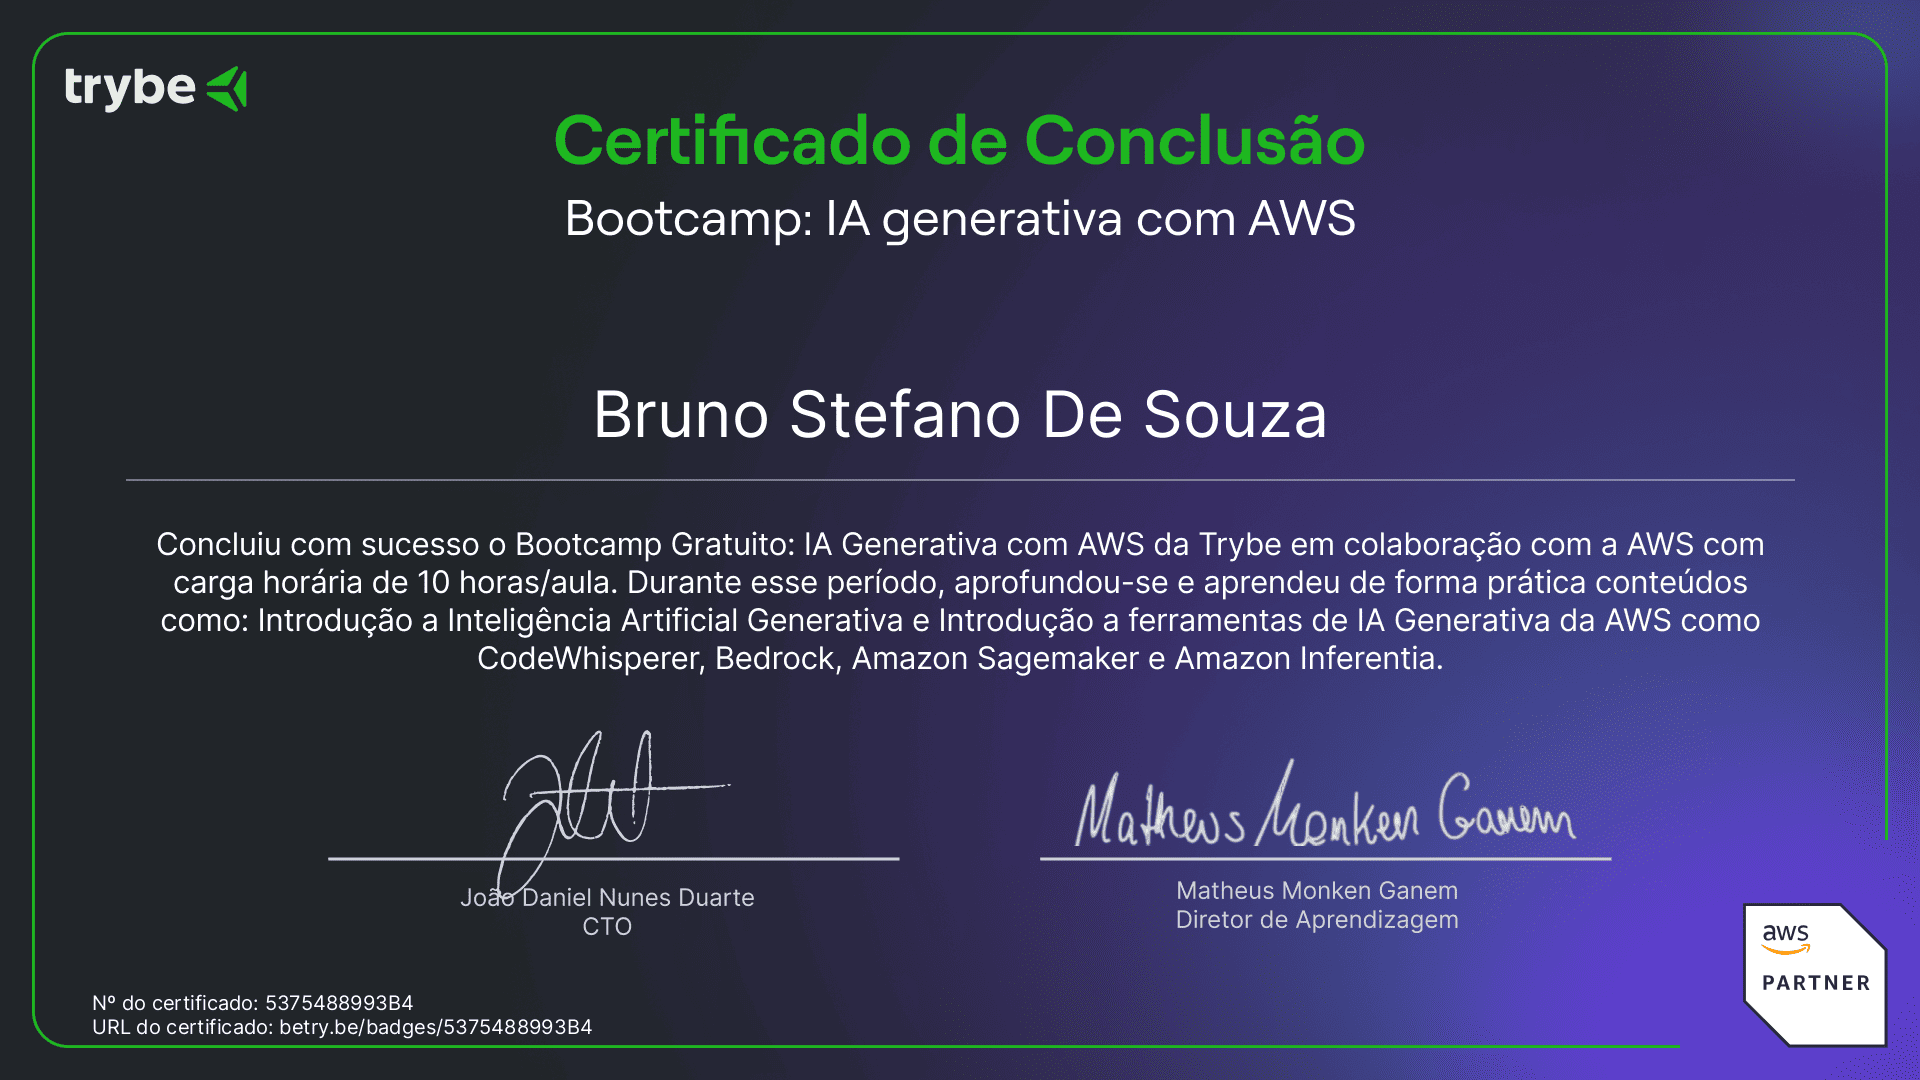 trybe
Certificado de Conclusão
Bootcamp: IA generativa com AWS
Bruno Stefano De Souza
Concluiu com sucesso o Bootcamp Gratuito: IA Generativa com AWS da Trybe em colaboração com a AWS com
carga horária de 10 horas/aula. Durante esse período, aprofundou-se e aprendeu de forma prática conteúdos
como: Introdução a Inteligência Artificial Generativa e Introdução a ferramentas de IA Generativa da AWS como
CodeWhisperer, Bedrock, Amazon Sagemaker e Amazon Inferentia.
João Daniel Nunes Duarte
CTO
Matheus Monken Ganem
Matheus Monken Ganem
Diretor de Aprendizagem
aws
PARTNER
Nº do certificado: 5375488993B4
URL do certificado: betry.be/badges/5375488993B4